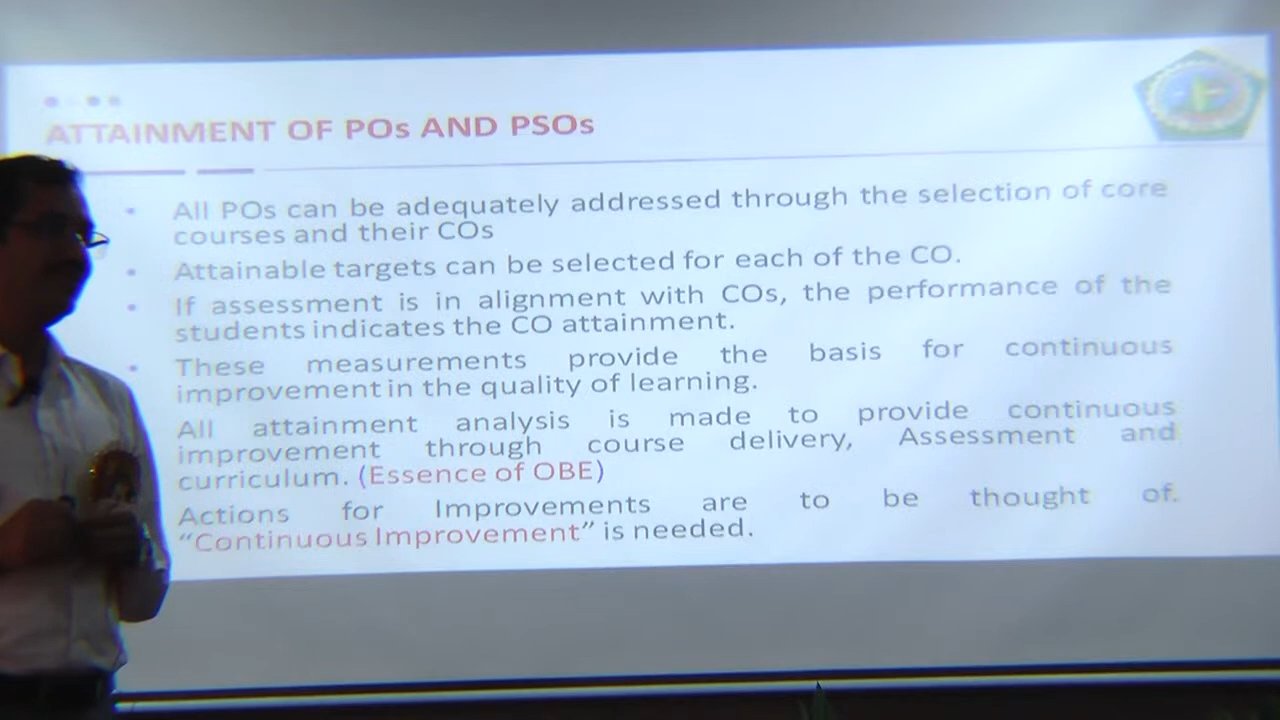 ATTAINMENT OF POs AND PSOs
• All POs can be adequately addressed through the selection of core
courses and their COs
• Attainable targets can be selected for each of the CO.
• If assessment is in alignment with COs, the performance of the
students indicates the CO attainment.
• These measurements provide the basis for continuous
improvement in the quality of learning.
All attainment analysis is made to provide continuous
improvement through course delivery, Assessment and
curriculum. (Essence of OBE)
Actions for Improvements are to be thought of.
“Continuous Improvement” is needed.